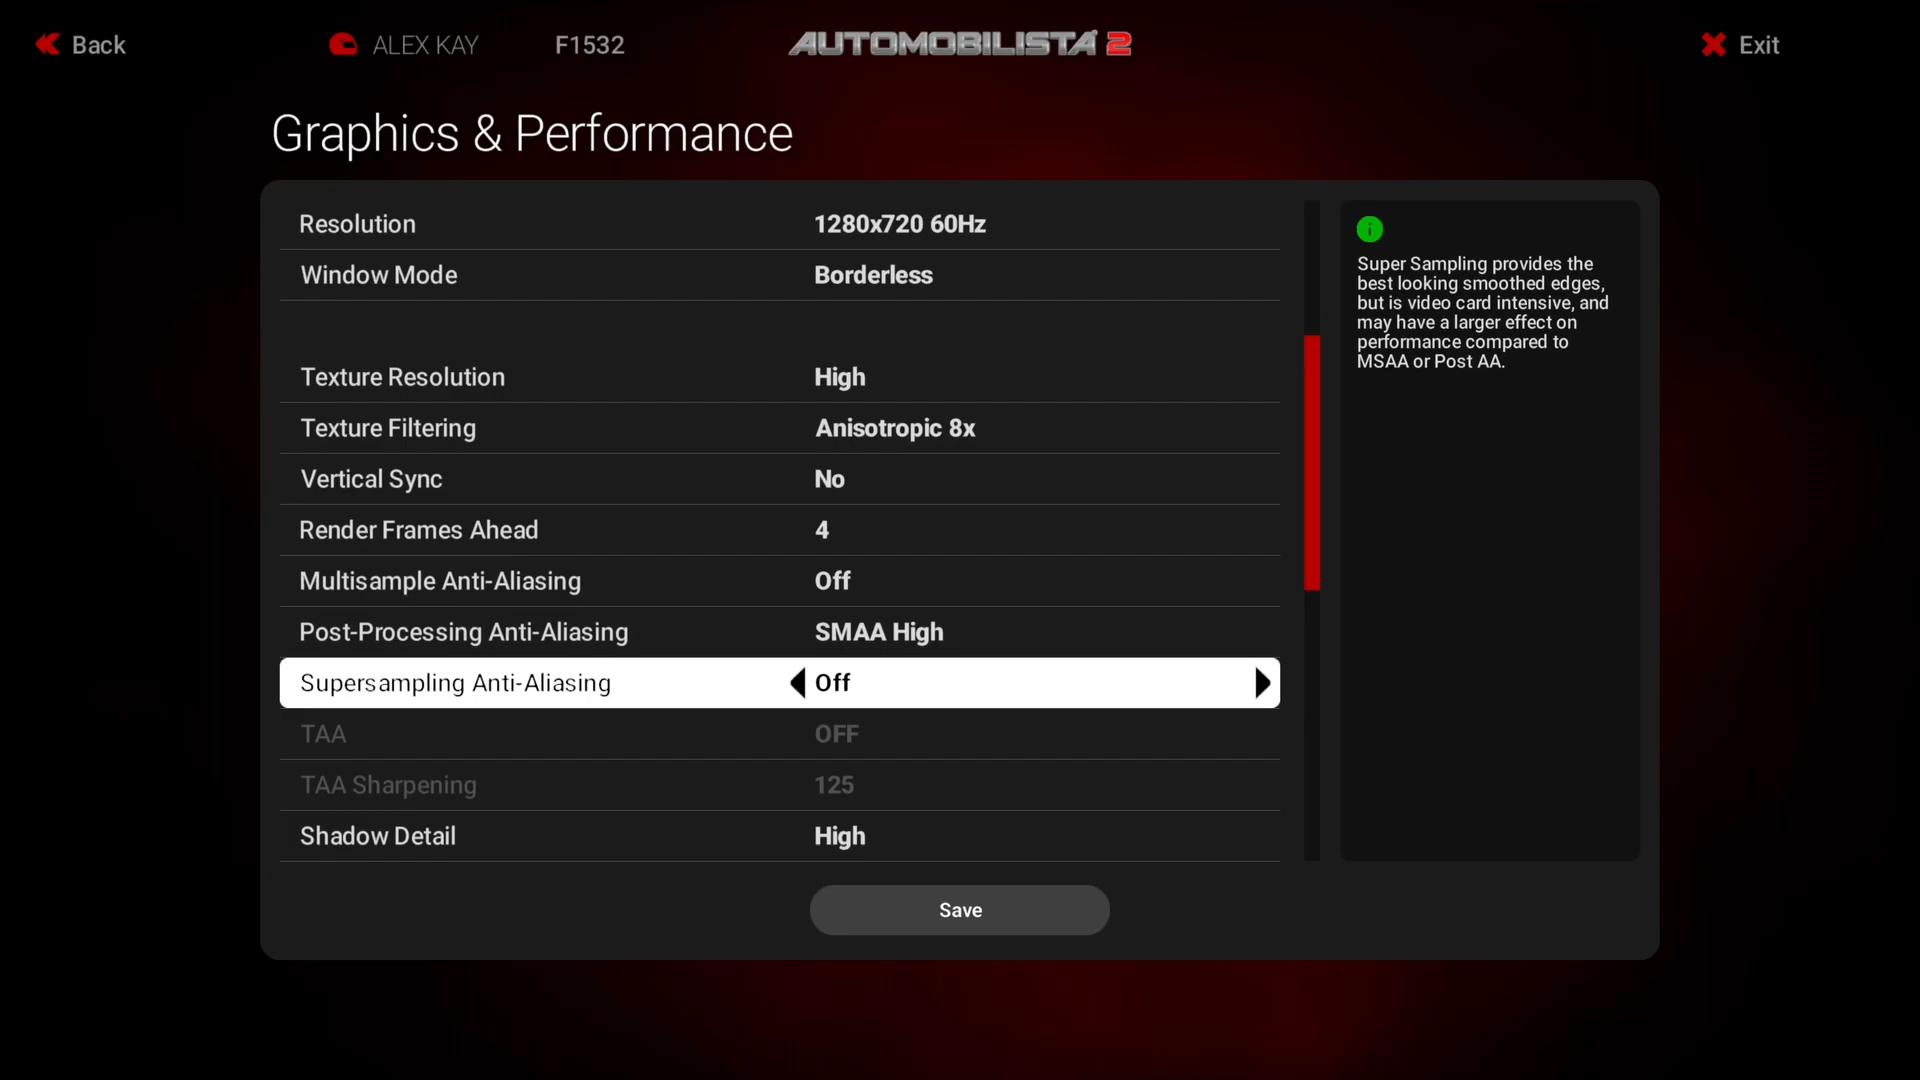 Back
ALEX KAY
F1532
AUTOMOBILISTA 2
Exit
Graphics & Performance
Resolution 1280x720 60Hz
Window Mode Borderless
Texture Resolution High
Texture Filtering Anisotropic 8x
Vertical Sync No
Render Frames Ahead 4
Multisample Anti-Aliasing Off
Post-Processing Anti-Aliasing SMAA High
Supersampling Anti-Aliasing Off
TAA OFF
TAA Sharpening 125
Shadow Detail High
i
Super Sampling provides the
best looking smoothed edges,
but is video card intensive, and
may have a larger effect on
performance compared to
MSAA or Post AA.
Save